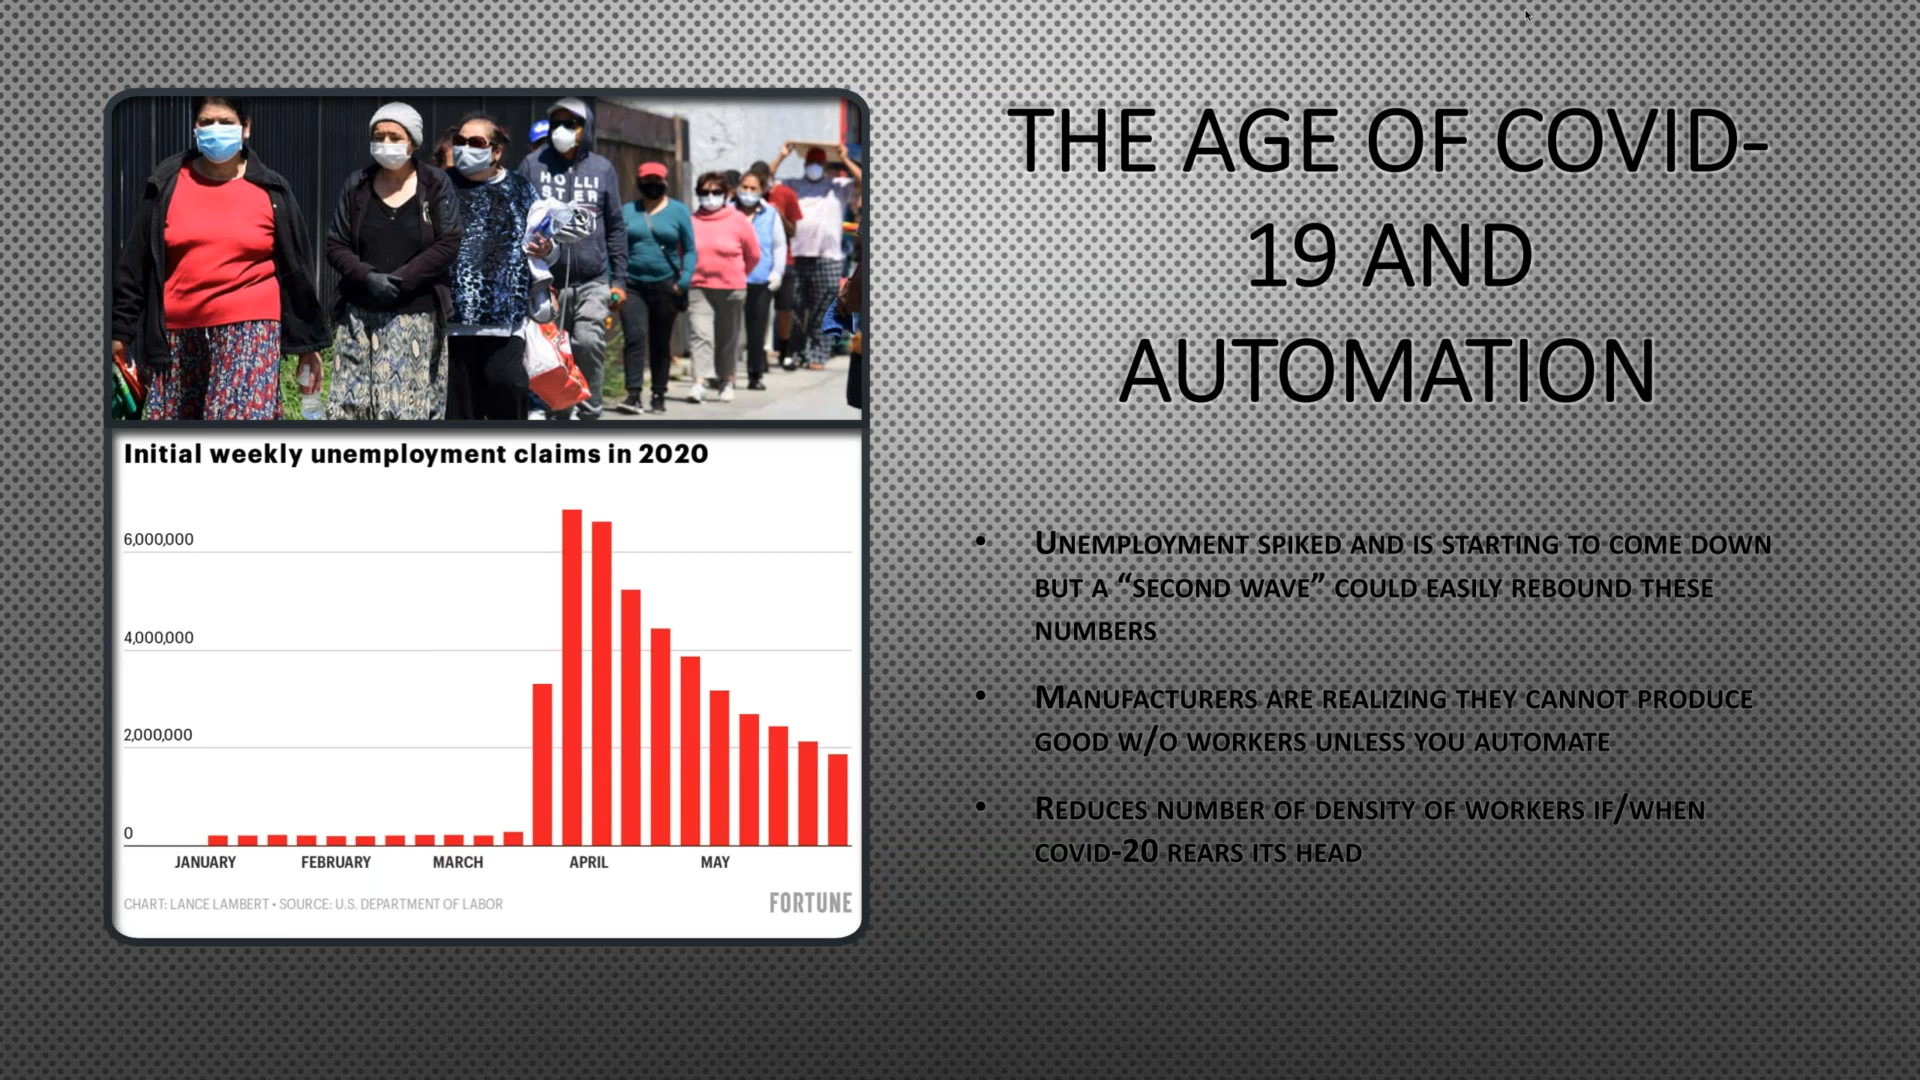 THE AGE OF COVID-
19 AND
AUTOMATION
HOLLI
STER
Initial weekly unemployment claims in 2020
6,000,000
4,000,000
2,000,000
0
JANUARY FEBRUARY MARCH APRIL MAY
CHART: LANCE LAMBERT • SOURCE: U.S. DEPARTMENT OF LABOR
FORTUNE
• UNEMPLOYMENT SPIKED AND IS STARTING TO COME DOWN
BUT A “SECOND WAVE” COULD EASILY REBOUND THESE
NUMBERS
• MANUFACTURERS ARE REALIZING THEY CANNOT PRODUCE
GOOD W/O WORKERS UNLESS YOU AUTOMATE
• REDUCES NUMBER OF DENSITY OF WORKERS IF/WHEN
COVID-20 REARS ITS HEAD